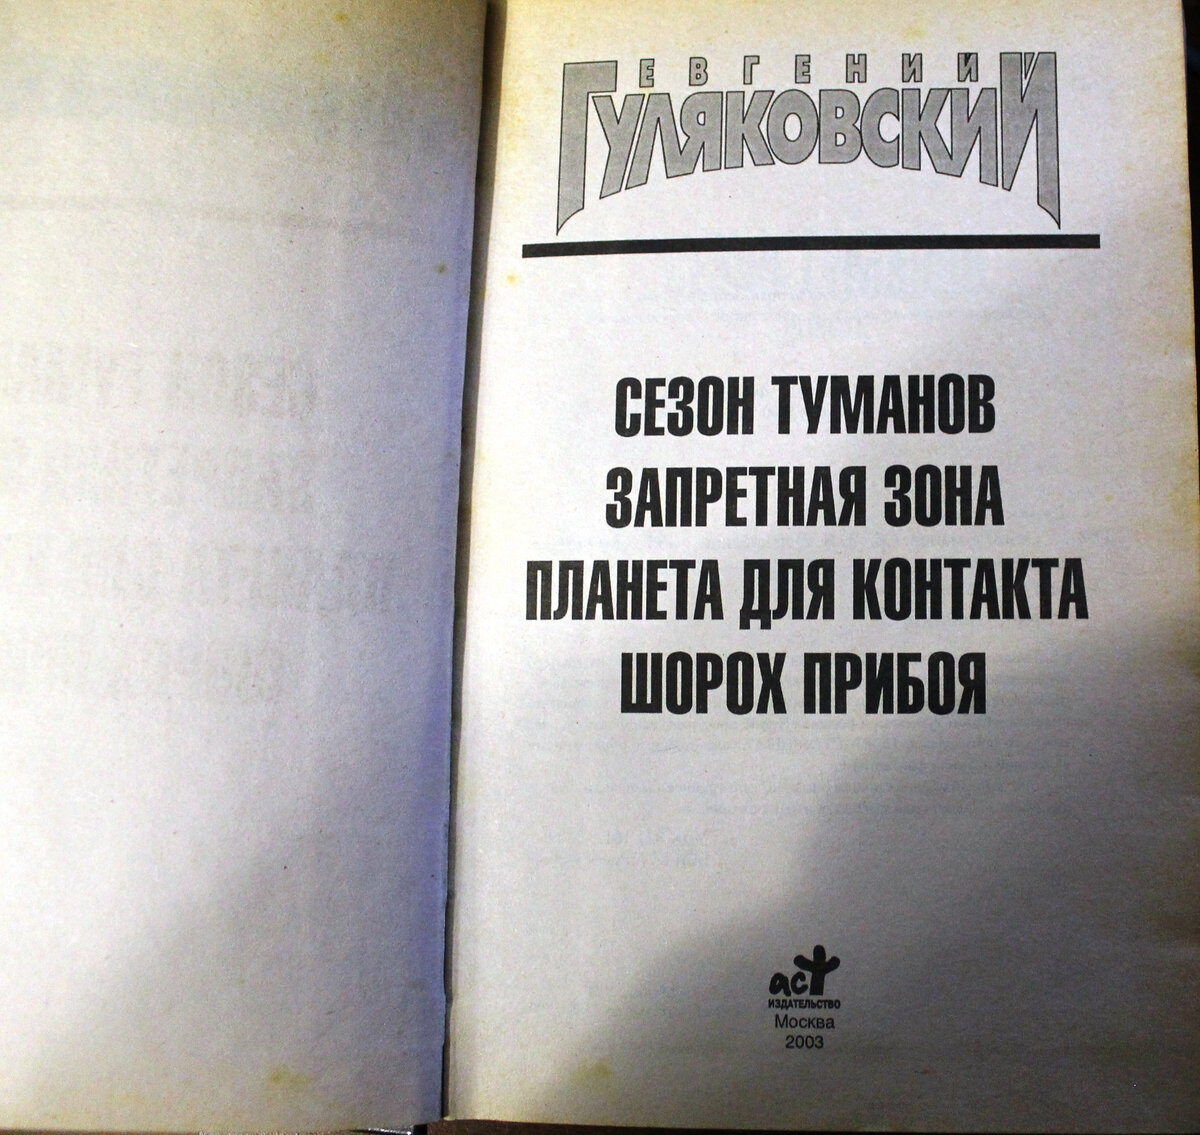 ЕВГЕНИЙ
ГУЛЯКОВСКИЙ
СЕЗОН ТУМАНОВ
ЗАПРЕТНАЯ ЗОНА
ПЛАНЕТА ДЛЯ КОНТАКТА
ШОРОХ ПРИБОЯ
аст
ИЗДАТЕЛЬСТВО
Москва
2003